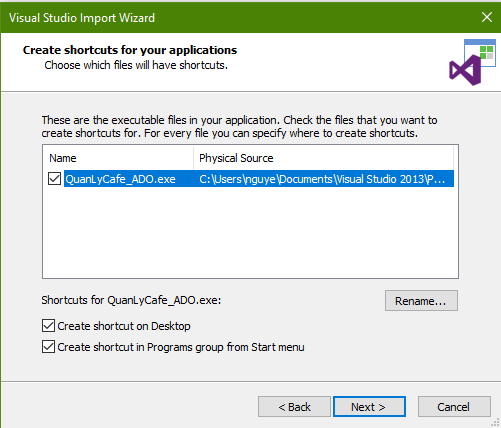 Visual Studio Import Wizard
Create shortcuts for your applications
Choose which files will have shortcuts.
These are the executable files in your application. Check the files that you want to
create shortcuts for. For every file you can specify where to create shortcuts.
Name Physical Source
QuanLyCafe_ADO.exe C:\Users\nguye\Documents\Visual Studio 2013\P...
Shortcuts for QuanLyCafe_ADO.exe:
Rename...
Create shortcut on Desktop
Create shortcut in Programs group from Start menu
< Back Next > Cancel